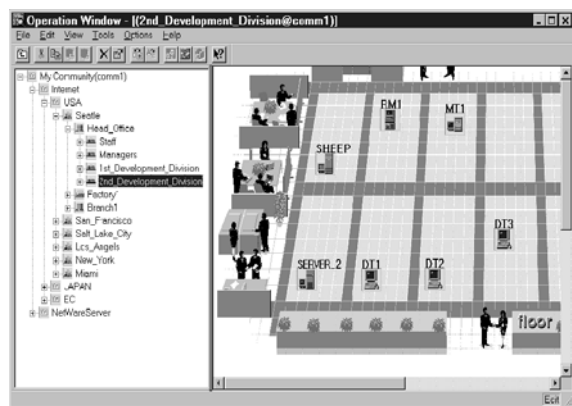 Operation Window - [(2nd_Development_Division@comm1)]
File Edit View Tools Options Help
My Community(comm1)
Internet
USA
Seatle
Head_Office
Staff
Managers
1st_Development_Division
2nd_Development_Division
Factory
Branch1
San_Francisco
Salt_Lake_City
Los_Angels
New_York
Miami
JAPAN
EC
NetWareServer
RM1
MT1
SHEEP
DT3
SERVER_2
DT1
DT2
floor
Ecit